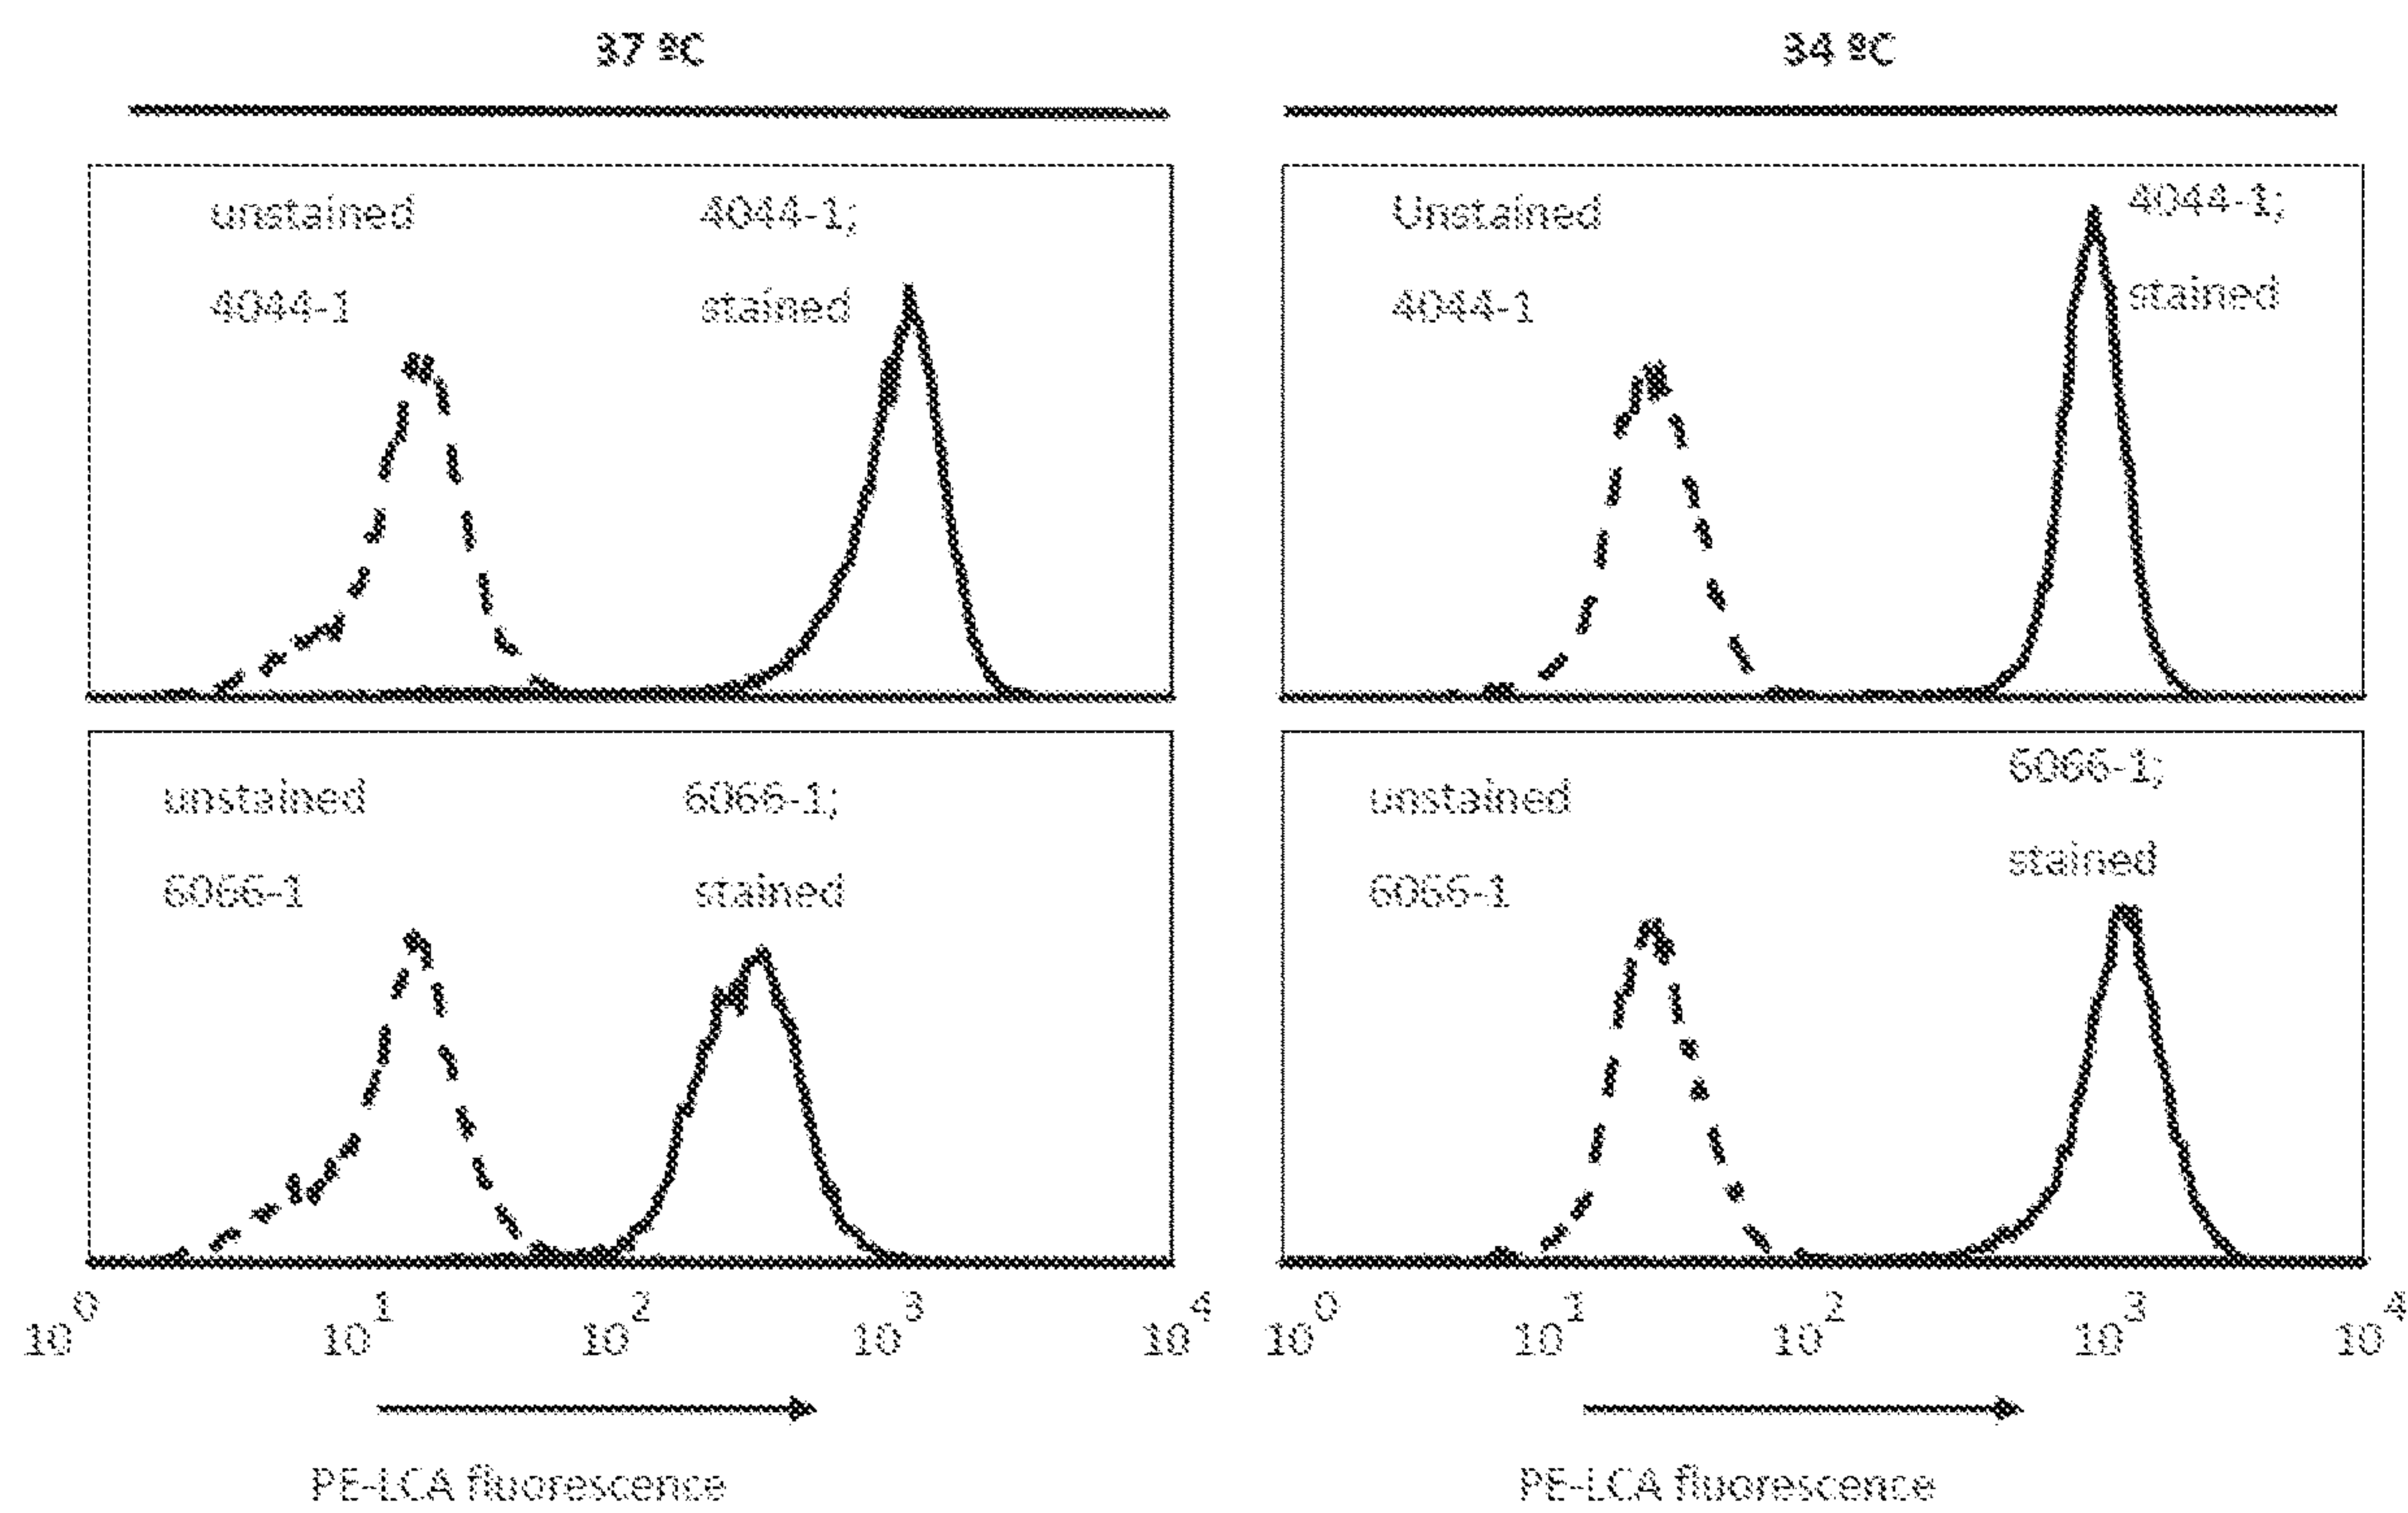 37 ºC
34 ºC
unstained
4044-1
4044-1;
stained
Unstained
4044-1
4044-1;
stained
unstained
6066-1
6066-1;
stained
unstained
6066-1
6066-1;
stained
10^0 10^1 10^2 10^3 10^4
10^0 10^1 10^2 10^3 10^4
PE-LCA fluorescence
PE-LCA fluorescence